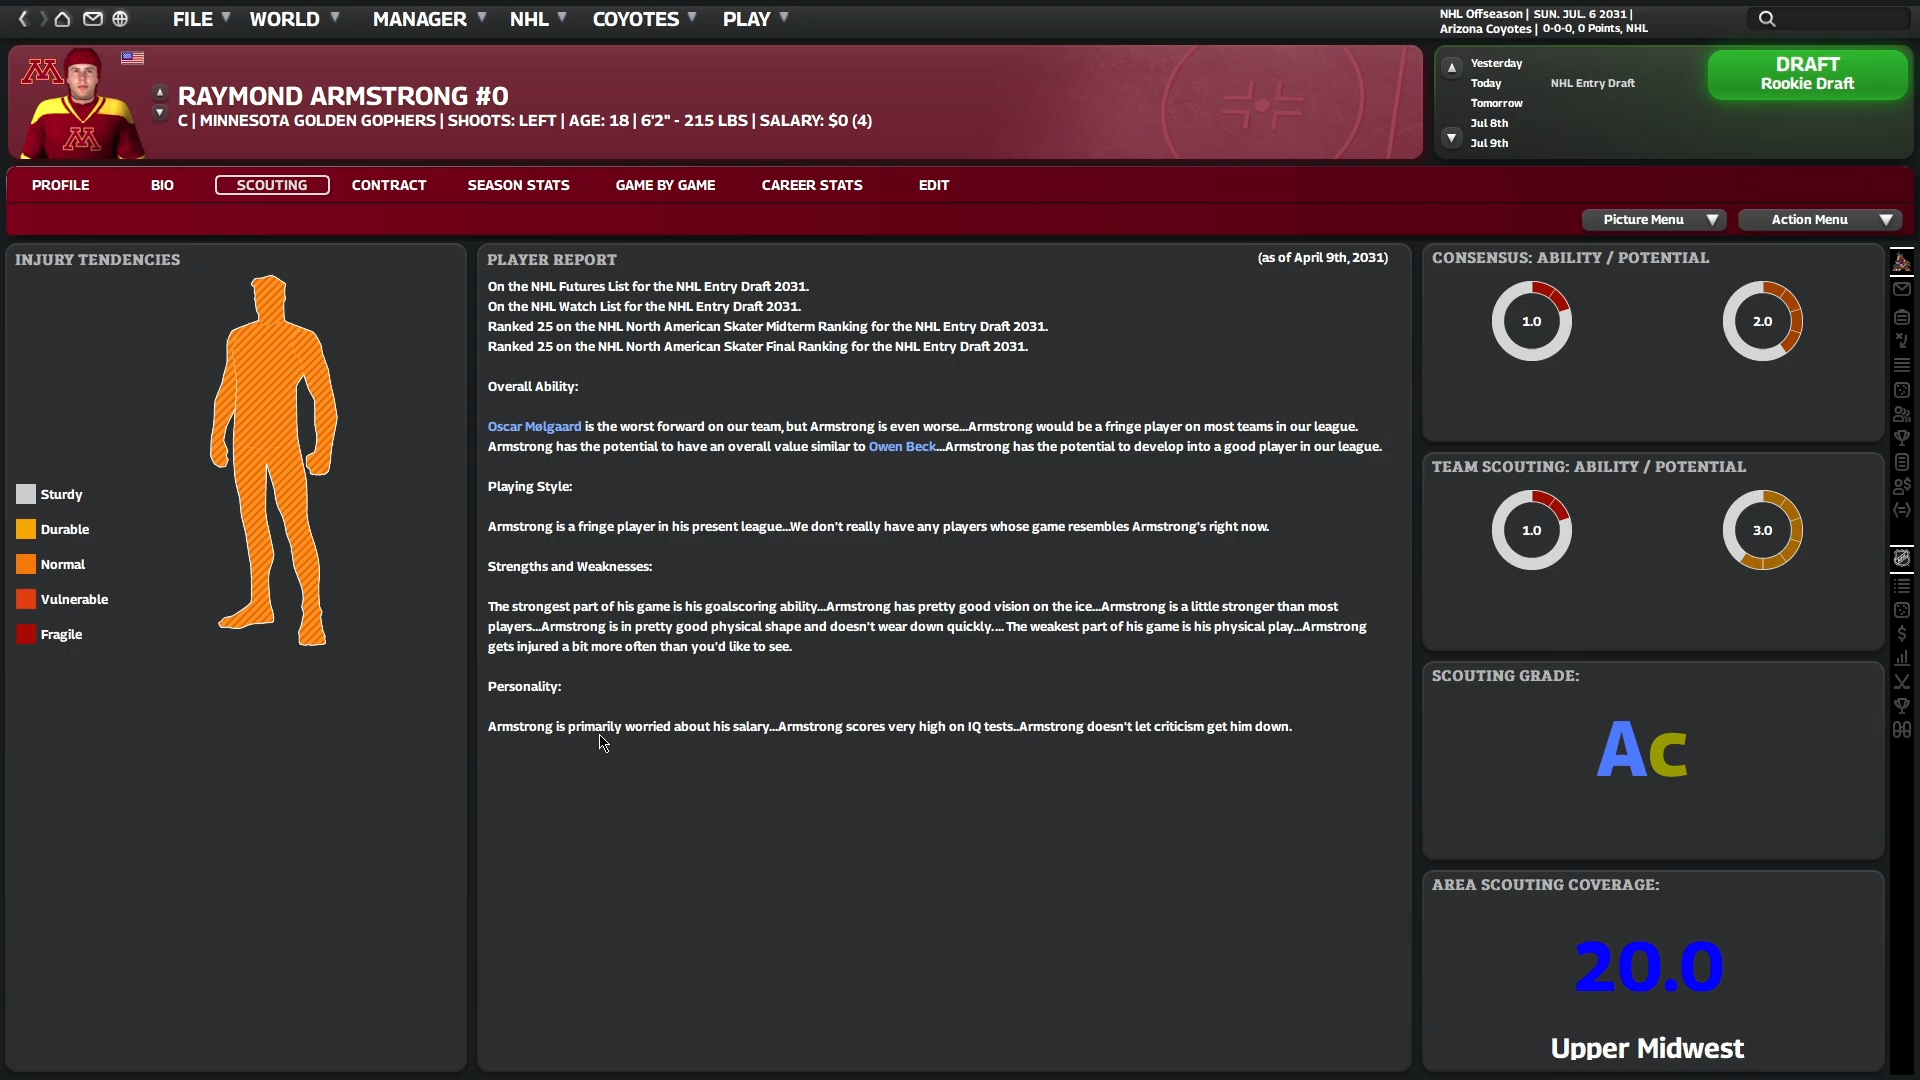 FILE WORLD MANAGER NHL COYOTES PLAY
NHL Offseason | SUN. JUL. 6 2031 |
Arizona Coyotes | 0-0-0, 0 Points, NHL
RAYMOND ARMSTRONG #0
C | MINNESOTA GOLDEN GOPHERS | SHOOTS: LEFT | AGE: 18 | 6'2" - 215 LBS | SALARY: $0 (4)
M
M
Yesterday
Today NHL Entry Draft
Tomorrow
Jul 8th
Jul 9th
DRAFT
Rookie Draft
PROFILE BIO SCOUTING CONTRACT SEASON STATS GAME BY GAME CAREER STATS EDIT
Picture Menu Action Menu
INJURY TENDENCIES
Sturdy
Durable
Normal
Vulnerable
Fragile
PLAYER REPORT (as of April 9th, 2031)
On the NHL Futures List for the NHL Entry Draft 2031.
On the NHL Watch List for the NHL Entry Draft 2031.
Ranked 25 on the NHL North American Skater Midterm Ranking for the NHL Entry Draft 2031.
Ranked 25 on the NHL North American Skater Final Ranking for the NHL Entry Draft 2031.
Overall Ability:
Oscar Mølgaard is the worst forward on our team, but Armstrong is even worse...Armstrong would be a fringe player on most teams in our league.
Armstrong has the potential to have an overall value similar to Owen Beck...Armstrong has the potential to develop into a good player in our league.
Playing Style:
Armstrong is a fringe player in his present league...We don't really have any players whose game resembles Armstrong's right now.
Strengths and Weaknesses:
The strongest part of his game is his goalscoring ability...Armstrong has pretty good vision on the ice...Armstrong is a little stronger than most
players...Armstrong is in pretty good physical shape and doesn't wear down quickly.... The weakest part of his game is his physical play...Armstrong
gets injured a bit more often than you'd like to see.
Personality:
Armstrong is primarily worried about his salary...Armstrong scores very high on IQ tests..Armstrong doesn't let criticism get him down.
CONSENSUS: ABILITY / POTENTIAL
1.0 2.0
TEAM SCOUTING: ABILITY / POTENTIAL
1.0 3.0
SCOUTING GRADE:
Ac
AREA SCOUTING COVERAGE:
20.0
Upper Midwest